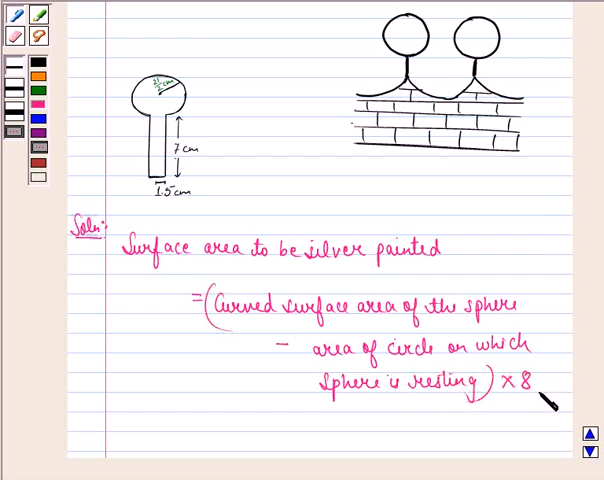 21/2 cm
7 cm
1.5 cm
Soln:
Surface area to be silver painted
= (Curved surface area of the sphere
- area of circle on which
sphere is resting) × 8